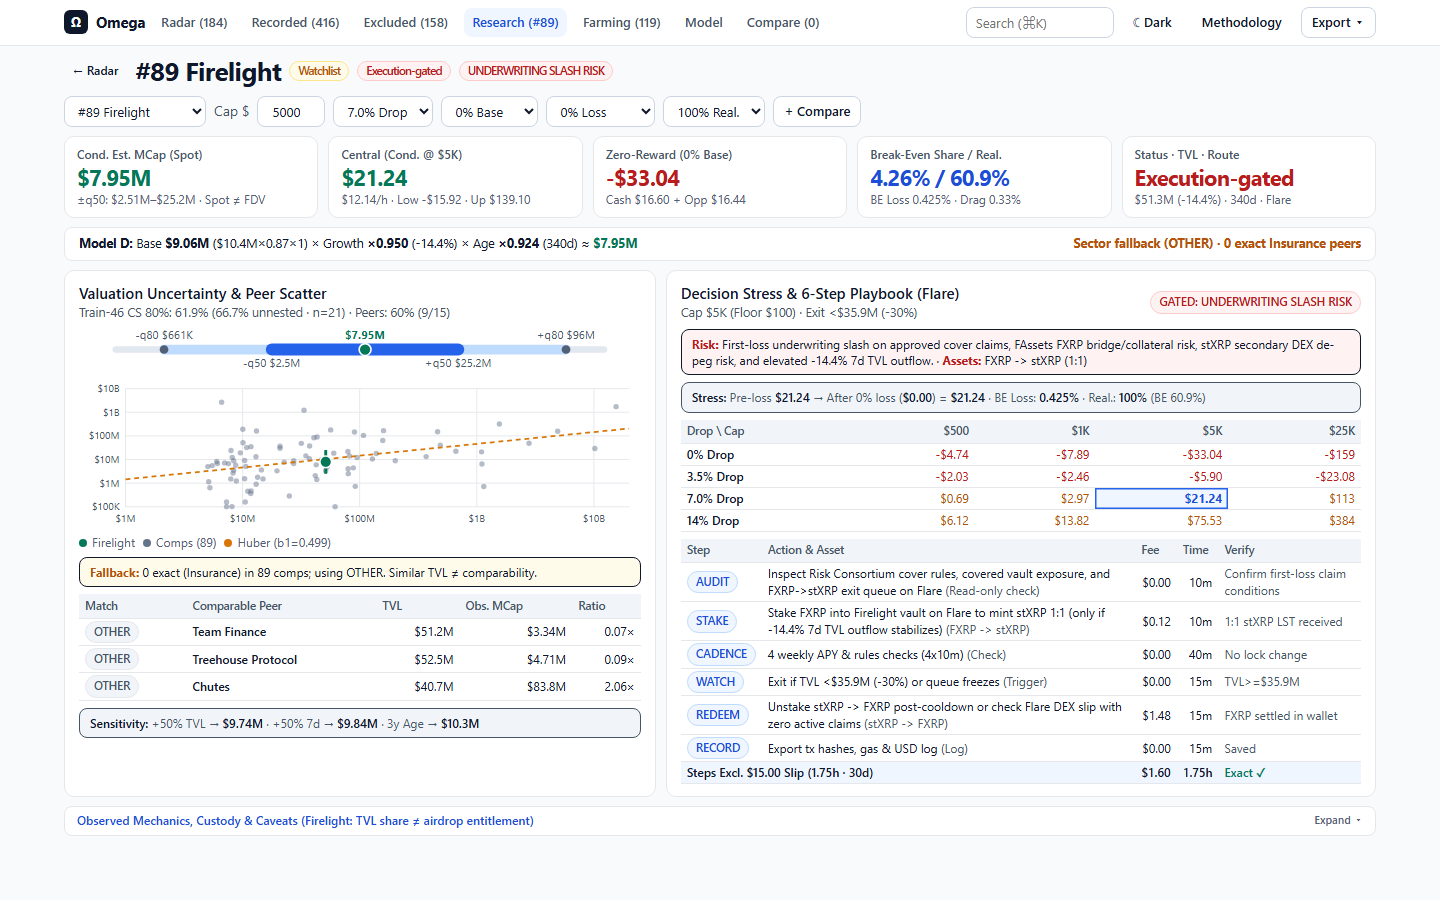 Ω Omega Radar (184) Recorded (416) Excluded (158) Research (#89) Farming (119) Model Compare (0) Search (⌘K) ☾ Dark Methodology Export ▾
← Radar #89 Firelight Watchlist Execution-gated UNDERWRITING SLASH RISK
#89 Firelight Cap $ 5000 7.0% Drop 0% Base 0% Loss 100% Real. + Compare
Cond. Est. MCap (Spot)
$7.95M
±q50: $2.51M–$25.2M · Spot ≠ FDV
Central (Cond. @ $5K)
$21.24
$12.14/h · Low -$15.92 · Up $139.10
Zero-Reward (0% Base)
-$33.04
Cash $16.60 + Opp $16.44
Break-Even Share / Real.
4.26% / 60.9%
BE Loss 0.425% · Drag 0.33%
Status · TVL · Route
Execution-gated
$51.3M (-14.4%) · 340d · Flare
Model D: Base $9.06M ($10.4M×0.87×1) × Growth ×0.950 (-14.4%) × Age ×0.924 (340d) ≈ $7.95M
Sector fallback (OTHER) · 0 exact Insurance peers
Valuation Uncertainty & Peer Scatter
Train-46 CS 80%: 61.9% (66.7% unnested · n=21) · Peers: 60% (9/15)
-q80 $661K $7.95M +q80 $96M
-q50 $2.5M +q50 $25.2M
$10B
$1B
$100M
$10M
$1M
$100K
$1M $10M $100M $1B $10B
Firelight Comps (89) Huber (b1=0.499)
Fallback: 0 exact (Insurance) in 89 comps; using OTHER. Similar TVL ≠ comparability.
Match Comparable Peer TVL Obs. MCap Ratio
OTHER Team Finance $51.2M $3.34M 0.07×
OTHER Treehouse Protocol $52.5M $4.71M 0.09×
OTHER Chutes $40.7M $83.8M 2.06×
Sensitivity: +50% TVL → $9.74M · +50% 7d → $9.84M · 3y Age → $10.3M
Decision Stress & 6-Step Playbook (Flare)
Cap $5K (Floor $100) · Exit <$35.9M (-30%)
GATED: UNDERWRITING SLASH RISK
Risk: First-loss underwriting slash on approved cover claims, FAssets FXRP bridge/collateral risk, stXRP secondary DEX de-
peg risk, and elevated -14.4% 7d TVL outflow. · Assets: FXRP -> stXRP (1:1)
Stress: Pre-loss $21.24 → After 0% loss ($0.00) = $21.24 · BE Loss: 0.425% · Real.: 100% (BE 60.9%)
Drop \ Cap $500 $1K $5K $25K
0% Drop -$4.74 -$7.89 -$33.04 -$159
3.5% Drop -$2.03 -$2.46 -$5.90 -$23.08
7.0% Drop $0.69 $2.97 $21.24 $113
14% Drop $6.12 $13.82 $75.53 $384
Step Action & Asset Fee Time Verify
AUDIT Inspect Risk Consortium cover rules, covered vault exposure, and $0.00 10m Confirm first-loss claim
FXRP->stXRP exit queue on Flare (Read-only check) conditions
STAKE Stake FXRP into Firelight vault on Flare to mint stXRP 1:1 (only if $0.12 10m 1:1 stXRP LST received
-14.4% 7d TVL outflow stabilizes) (FXRP -> stXRP)
CADENCE 4 weekly APY & rules checks (4x10m) (Check) $0.00 40m No lock change
WATCH Exit if TVL <$35.9M (-30%) or queue freezes (Trigger) $0.00 15m TVL>=$35.9M
REDEEM Unstake stXRP -> FXRP post-cooldown or check Flare DEX slip with $1.48 15m FXRP settled in wallet
zero active claims (stXRP -> FXRP)
RECORD Export tx hashes, gas & USD log (Log) $0.00 15m Saved
Steps Excl. $15.00 Slip (1.75h · 30d) $1.60 1.75h Exact ✓
Observed Mechanics, Custody & Caveats (Firelight: TVL share ≠ airdrop entitlement) Expand ▾